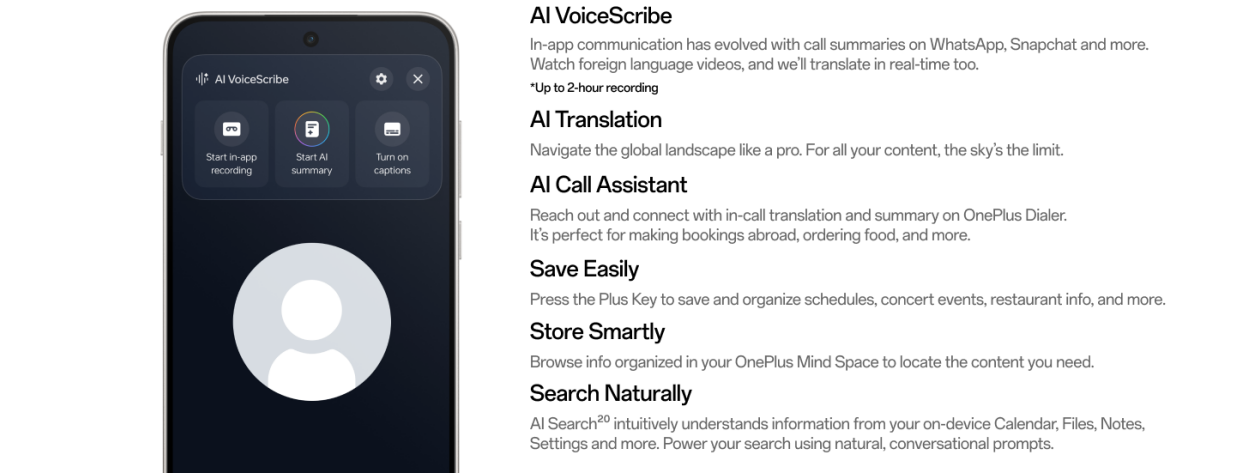 AI VoiceScribe
Start in-app
recording
Start AI
summary
Turn on
captions
AI VoiceScribe
In-app communication has evolved with call summaries on WhatsApp, Snapchat and more.
Watch foreign language videos, and we'll translate in real-time too.
*Up to 2-hour recording
AI Translation
Navigate the global landscape like a pro. For all your content, the sky's the limit.
AI Call Assistant
Reach out and connect with in-call translation and summary on OnePlus Dialer.
It's perfect for making bookings abroad, ordering food, and more.
Save Easily
Press the Plus Key to save and organize schedules, concert events, restaurant info, and more.
Store Smartly
Browse info organized in your OnePlus Mind Space to locate the content you need.
Search Naturally
AI Search²⁰ intuitively understands information from your on-device Calendar, Files, Notes,
Settings and more. Power your search using natural, conversational prompts.